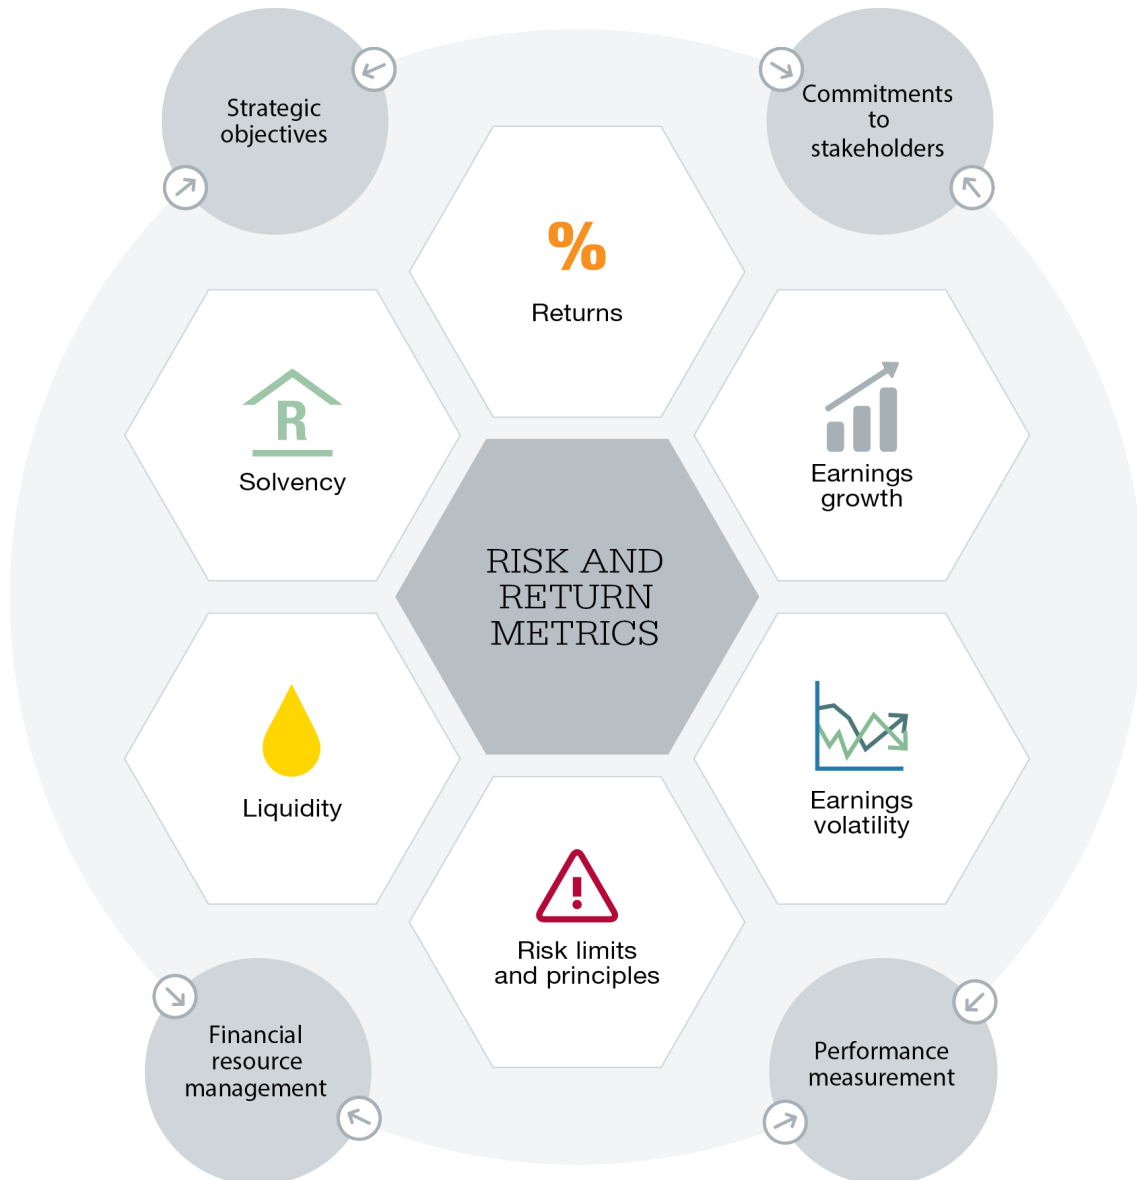 Strategic
objectives
Commitments
to
stakeholders
%
Returns
R
Solvency
Earnings
growth
RISK AND
RETURN
METRICS
Liquidity
Earnings
volatility
!
Risk limits
and principles
Financial
resource
management
Performance
measurement